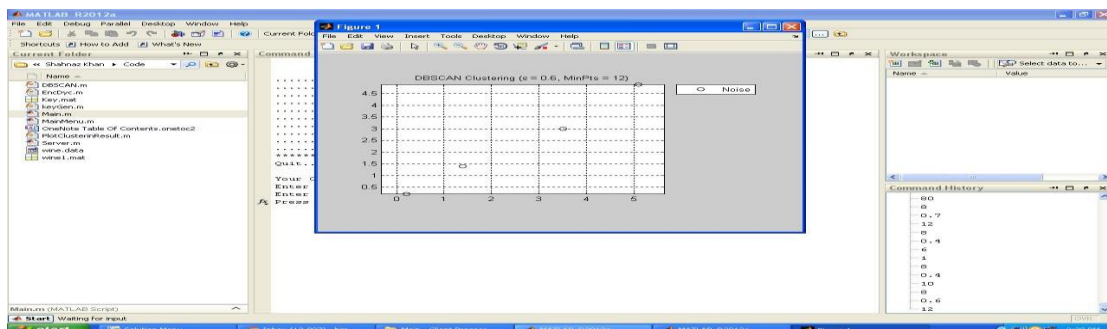 MATLAB R2012a
File Edit Debug Parallel Desktop Window Help
Current Fol
Shortcuts How to Add What's New
Current Folder
« Shahnaz Khan ▸ Code
Name
DBSCAN.m
EncDyc.m
Key.mat
keyGen.m
Main.m
MainMenu.m
OneNote Table Of Contents.onetoc2
PlotClusterinResult.m
Server.m
wine.data
wine1.mat
Main.m (MATLAB Script)
Command
Quit..
Your
Enter
Enter
fx Press
Figure 1
File Edit View Insert Tools Desktop Window Help
DBSCAN Clustering (ε = 0.6, MinPts = 12)
Noise
4.5
4
3.5
3
2.5
2
1.5
1
0.5
0 1 2 3 4 5
Workspace
Select data to...
Name Value
Command History
80
8
0.7
12
8
0.4
6
1
8
0.4
10
8
0.6
12
Start Waiting for input
OVR